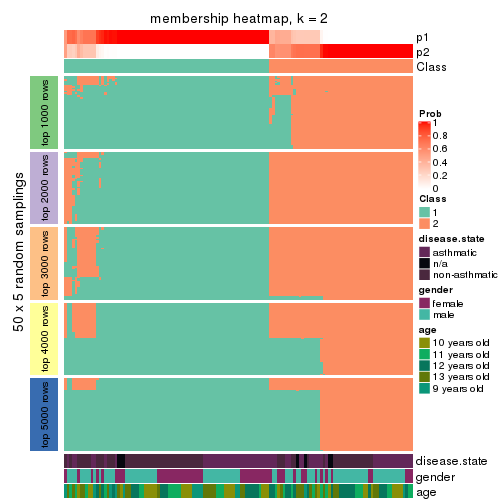 membership heatmap, k = 2
p1
p2
Class
50 x 5 random samplings
top 1000 rows
top 2000 rows
top 3000 rows
top 4000 rows
top 5000 rows
disease.state
gender
age
Prob
1
0.8
0.6
0.4
0.2
0
Class
1
2
disease.state
asthmatic
n/a
non-asthmatic
gender
female
male
age
10 years old
11 years old
12 years old
13 years old
9 years old